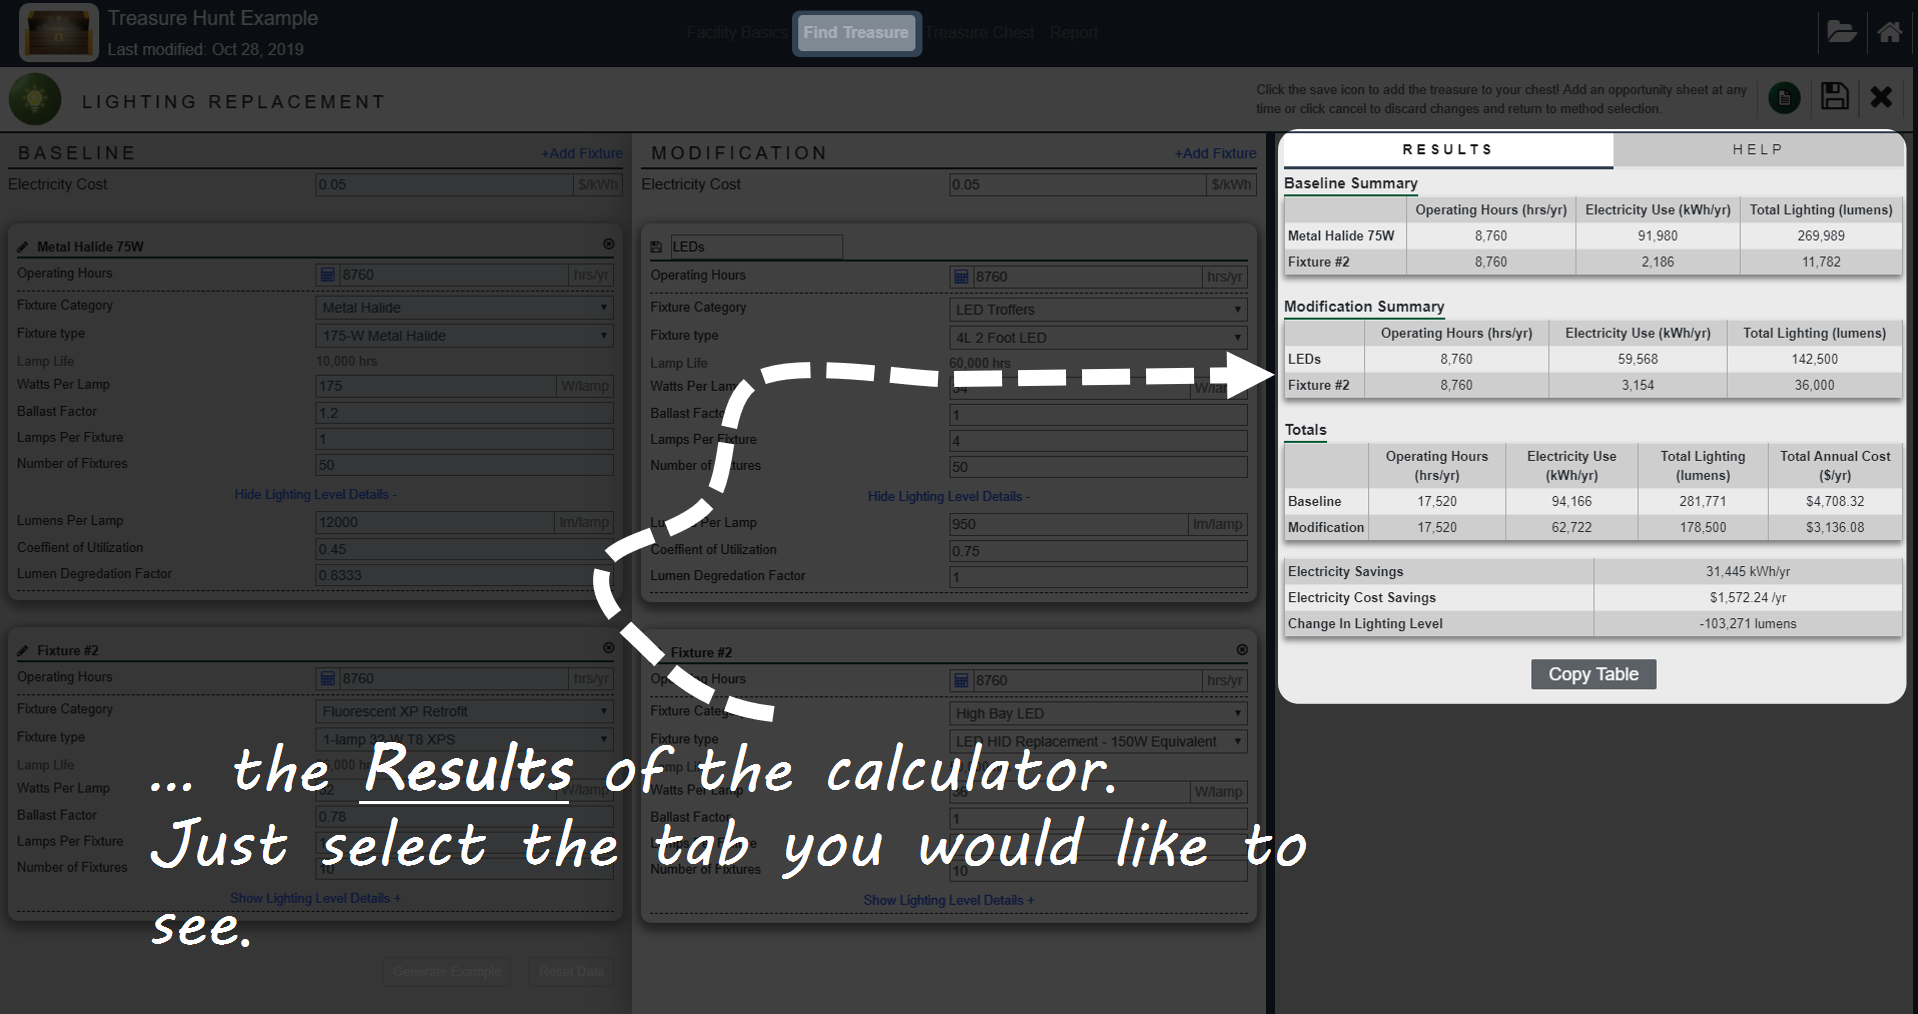 Treasure Hunt Example
Last modified: Oct 28, 2019
Facility Basics Find Treasure Treasure Chest Report
LIGHTING REPLACEMENT
Click the save icon to add the treasure to your chest! Add an opportunity sheet at any
time or click cancel to discard changes and return to method selection.
BASELINE +Add Fixture
Electricity Cost 0.05 $/kWh
Metal Halide 75W
Operating Hours 8760 hrs/yr
Fixture Category Metal Halide
Fixture type 175-W Metal Halide
Lamp Life 10,000 hrs
Watts Per Lamp 175 W/lamp
Ballast Factor 1.2
Lamps Per Fixture 1
Number of Fixtures 50
Hide Lighting Level Details -
Lumens Per Lamp 12000 lm/lamp
Coeffient of Utilization 0.45
Lumen Degredation Factor 0.8333
Fixture #2
Operating Hours 8760 hrs/yr
Fixture Category Fluorescent XP Retrofit
Fixture type 1-lamp 32-W T8 XPS
Lamp Life
Watts Per Lamp W/lamp
Ballast Factor 0.78
Lamps Per Fixture
Number of Fixtures 10
Show Lighting Level Details +
Generate Example Reset Data
MODIFICATION +Add Fixture
Electricity Cost 0.05 $/kWh
LEDs
Operating Hours 8760 hrs/yr
Fixture Category LED Troffers
Fixture type 4L 2 Foot LED
Lamp Life 60,000 hrs
Watts Per Lamp 34 W/lamp
Ballast Factor 1
Lamps Per Fixture 4
Number of Fixtures 50
Hide Lighting Level Details -
Lumens Per Lamp 950 lm/lamp
Coeffient of Utilization 0.75
Lumen Degredation Factor 1
Fixture #2
Operating Hours 8760 hrs/yr
Fixture Category High Bay LED
Fixture type LED HID Replacement - 150W Equivalent
Lamp Life
Watts Per Lamp 36 W/lamp
Ballast Factor 1
Number of Fixtures 10
Show Lighting Level Details +
RESULTS HELP
Baseline Summary
Operating Hours (hrs/yr) Electricity Use (kWh/yr) Total Lighting (lumens)
Metal Halide 75W 8,760 91,980 269,989
Fixture #2 8,760 2,186 11,782
Modification Summary
Operating Hours (hrs/yr) Electricity Use (kWh/yr) Total Lighting (lumens)
LEDs 8,760 59,568 142,500
Fixture #2 8,760 3,154 36,000
Totals
Operating Hours Electricity Use Total Lighting Total Annual Cost
(hrs/yr) (kWh/yr) (lumens) ($/yr)
Baseline 17,520 94,166 281,771 $4,708.32
Modification 17,520 62,722 178,500 $3,136.08
Electricity Savings 31,445 kWh/yr
Electricity Cost Savings $1,572.24 /yr
Change In Lighting Level -103,271 lumens
Copy Table
... the Results of the calculator.
Just select the tab you would like to
see.